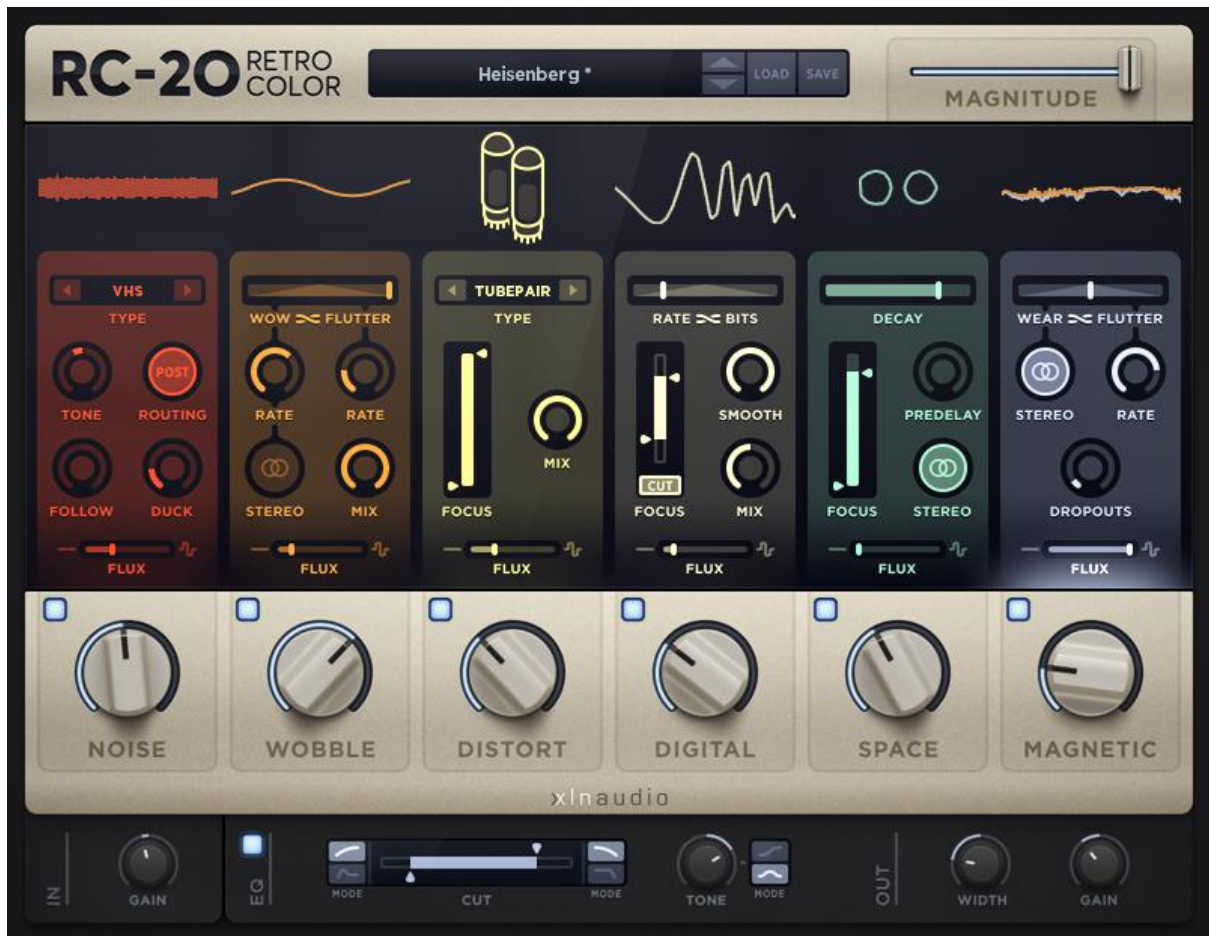 RC-20 RETRO COLOR
Heisenberg *
LOAD
SAVE
MAGNITUDE
VHS
TYPE
TONE
POST
ROUTING
FOLLOW
DUCK
FLUX
WOW FLUTTER
RATE
RATE
STEREO
MIX
FLUX
TUBEPAIR
TYPE
MIX
FOCUS
FLUX
RATE BITS
SMOOTH
CUT
FOCUS
MIX
FLUX
DECAY
PREDELAY
FOCUS
STEREO
FLUX
WEAR FLUTTER
STEREO
RATE
DROPOUTS
FLUX
NOISE
WOBBLE
DISTORT
DIGITAL
SPACE
MAGNETIC
xlnaudio
IN
GAIN
EQ
MODE
CUT
MODE
TONE
MODE
OUT
WIDTH
GAIN